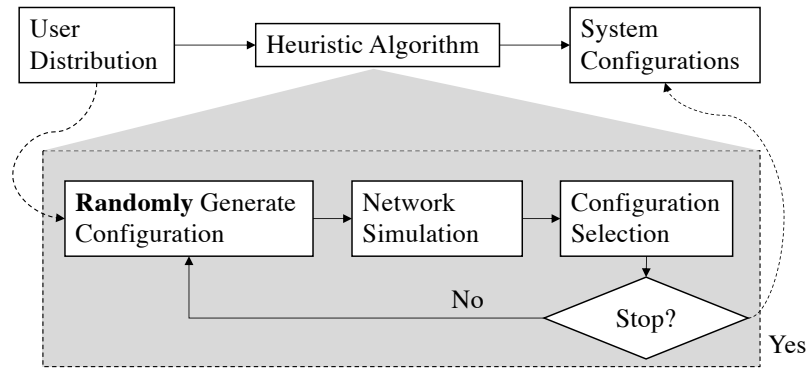 User
Distribution
Heuristic Algorithm
System
Configurations
Randomly Generate
Configuration
Network
Simulation
Configuration
Selection
No
Stop?
Yes